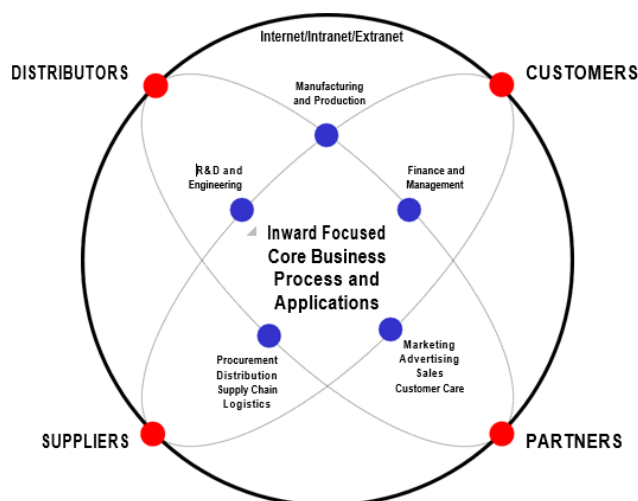 Internet/Intranet/Extranet
DISTRIBUTORS
CUSTOMERS
Manufacturing
and Production
R&D and
Engineering
Finance and
Management
Inward Focused
Core Business
Process and
Applications
Procurement
Distribution
Supply Chain
Logistics
Marketing
Advertising
Sales
Customer Care
SUPPLIERS
PARTNERS